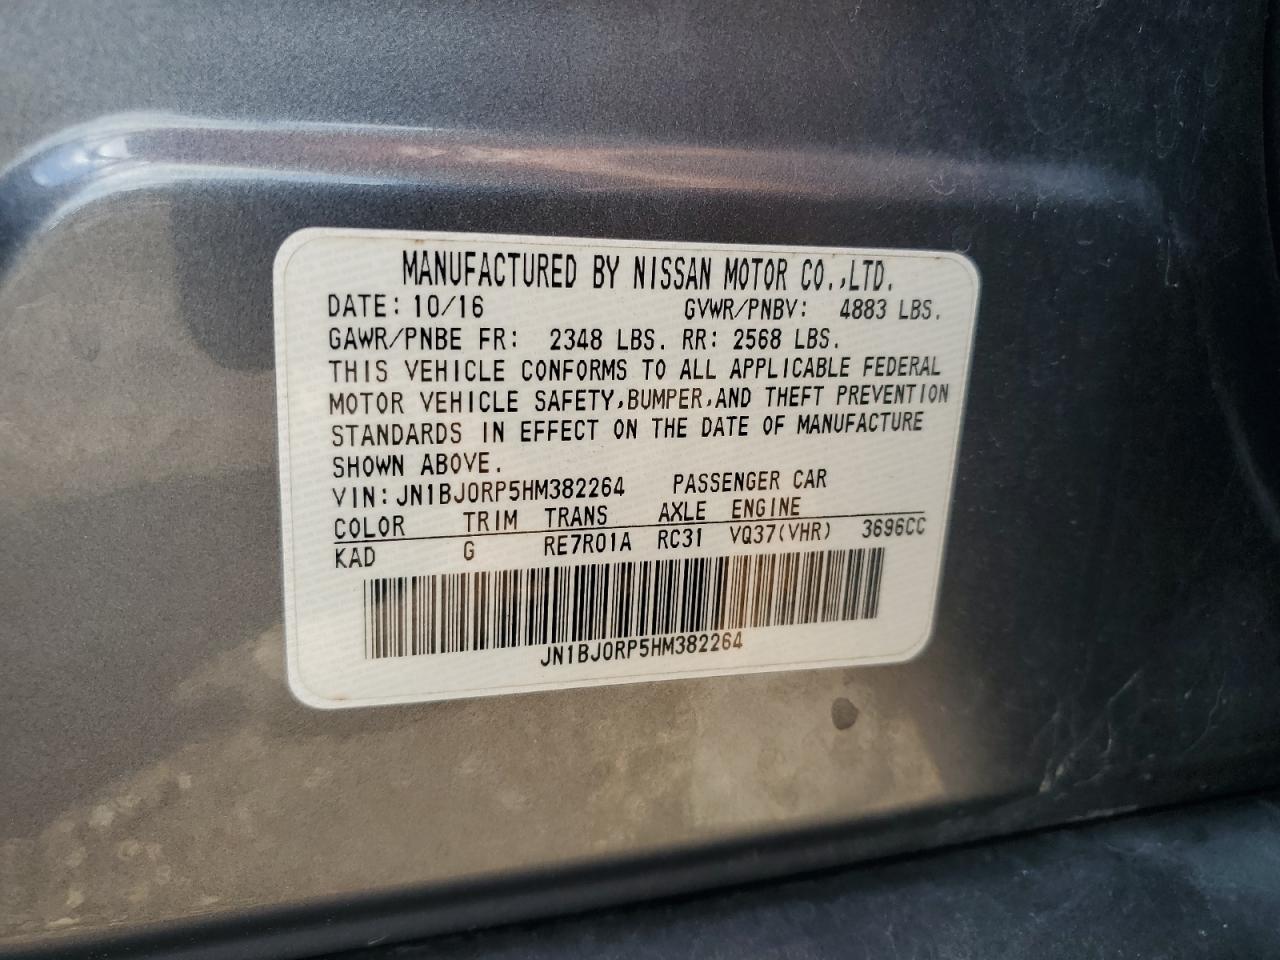 MANUFACTURED BY NISSAN MOTOR CO.,LTD.
DATE: 10/16 GVWR/PNBV: 4883 LBS.
GAWR/PNBE FR: 2348 LBS. RR: 2568 LBS.
THIS VEHICLE CONFORMS TO ALL APPLICABLE FEDERAL
MOTOR VEHICLE SAFETY,BUMPER,AND THEFT PREVENTION
STANDARDS IN EFFECT ON THE DATE OF MANUFACTURE
SHOWN ABOVE.
VIN: JN1BJ0RP5HM382264 PASSENGER CAR
COLOR TRIM TRANS AXLE ENGINE
KAD G RE7R01A RC31 VQ37(VHR) 3696CC
JN1BJ0RP5HM382264